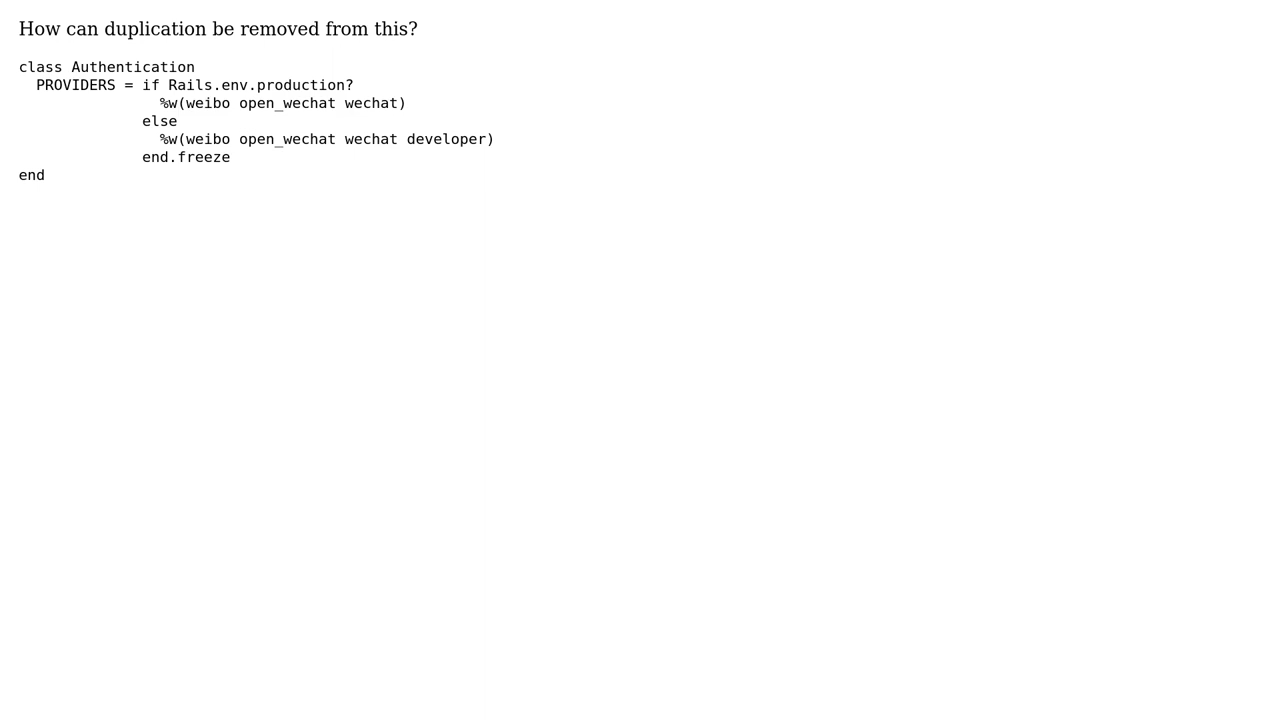 How can duplication be removed from this?
class Authentication
  PROVIDERS = if Rails.env.production?
                %w(weibo open_wechat wechat)
              else
                %w(weibo open_wechat wechat developer)
              end.freeze
end